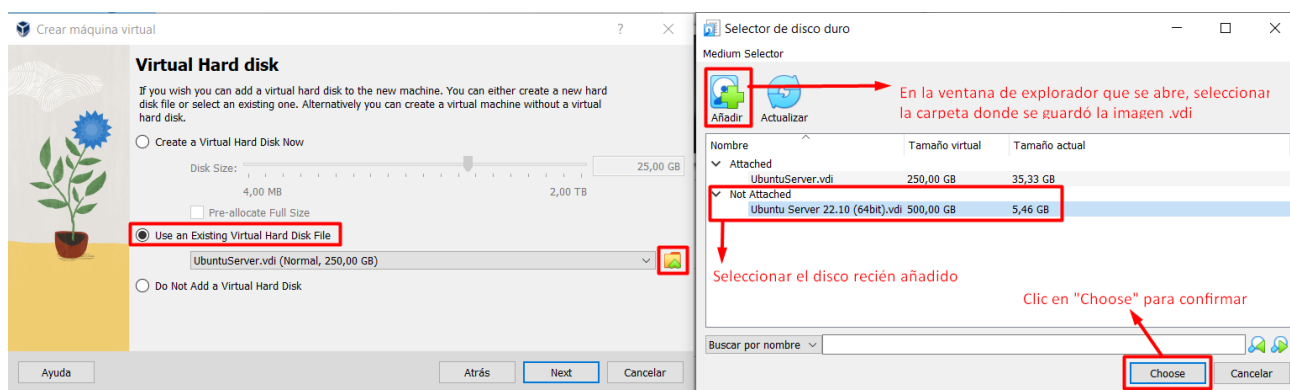 Crear máquina virtual
Virtual Hard disk
If you wish you can add a virtual hard disk to the new machine. You can either create a new hard
disk file or select an existing one. Alternatively you can create a virtual machine without a virtual
hard disk.
Create a Virtual Hard Disk Now
Disk Size:
25,00 GB
4,00 MB
2,00 TB
Pre-allocate Full Size
Use an Existing Virtual Hard Disk File
UbuntuServer.vdi (Normal, 250,00 GB)
Do Not Add a Virtual Hard Disk
Ayuda
Atrás
Next
Cancelar
Selector de disco duro
Medium Selector
Añadir
Actualizar
En la ventana de explorador que se abre, seleccionar
la carpeta donde se guardó la imagen .vdi
Nombre Tamaño virtual Tamaño actual
Attached
UbuntuServer.vdi 250,00 GB 35,33 GB
Not Attached
Ubuntu Server 22.10 (64bit).vdi 500,00 GB 5,46 GB
Seleccionar el disco recién añadido
Clic en "Choose" para confirmar
Buscar por nombre
Choose
Cancelar